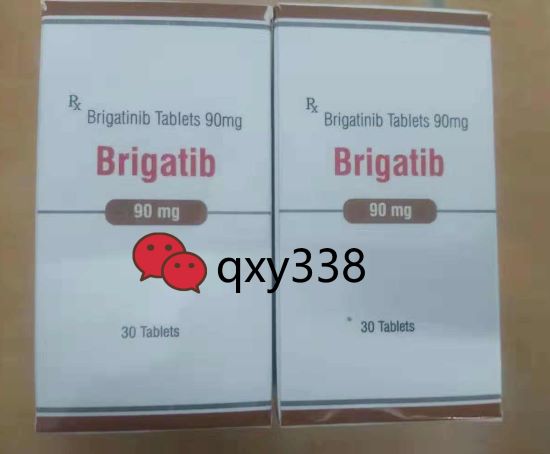 Rx
Brigatinib Tablets 90mg
Brigatib
90 mg
30 Tablets
Rx
Brigatinib Tablets 90mg
Brigatib
90 mg
30 Tablets
qxy338